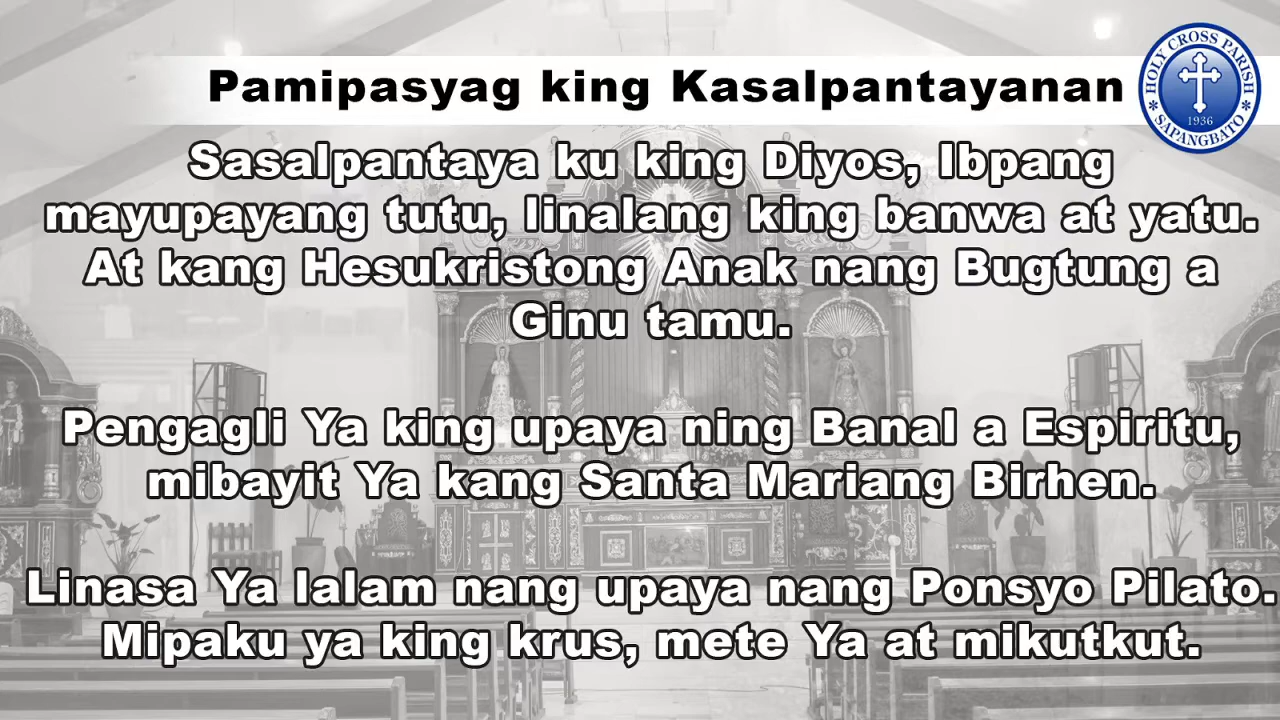 Pamipasyag king Kasalpantayanan
HOLY CROSS PARISH
1936
SAPANGBATO
Sasalpantaya ku king Diyos, Ibpang
mayupayang tutu, linalang king banwa at yatu.
At kang Hesukristong Anak nang Bugtung a
Ginu tamu.
Pengagli Ya king upaya ning Banal a Espiritu,
mibayit Ya kang Santa Mariang Birhen.
Linasa Ya lalam nang upaya nang Ponsyo Pilato.
Mipaku ya king krus, mete Ya at mikutkut.